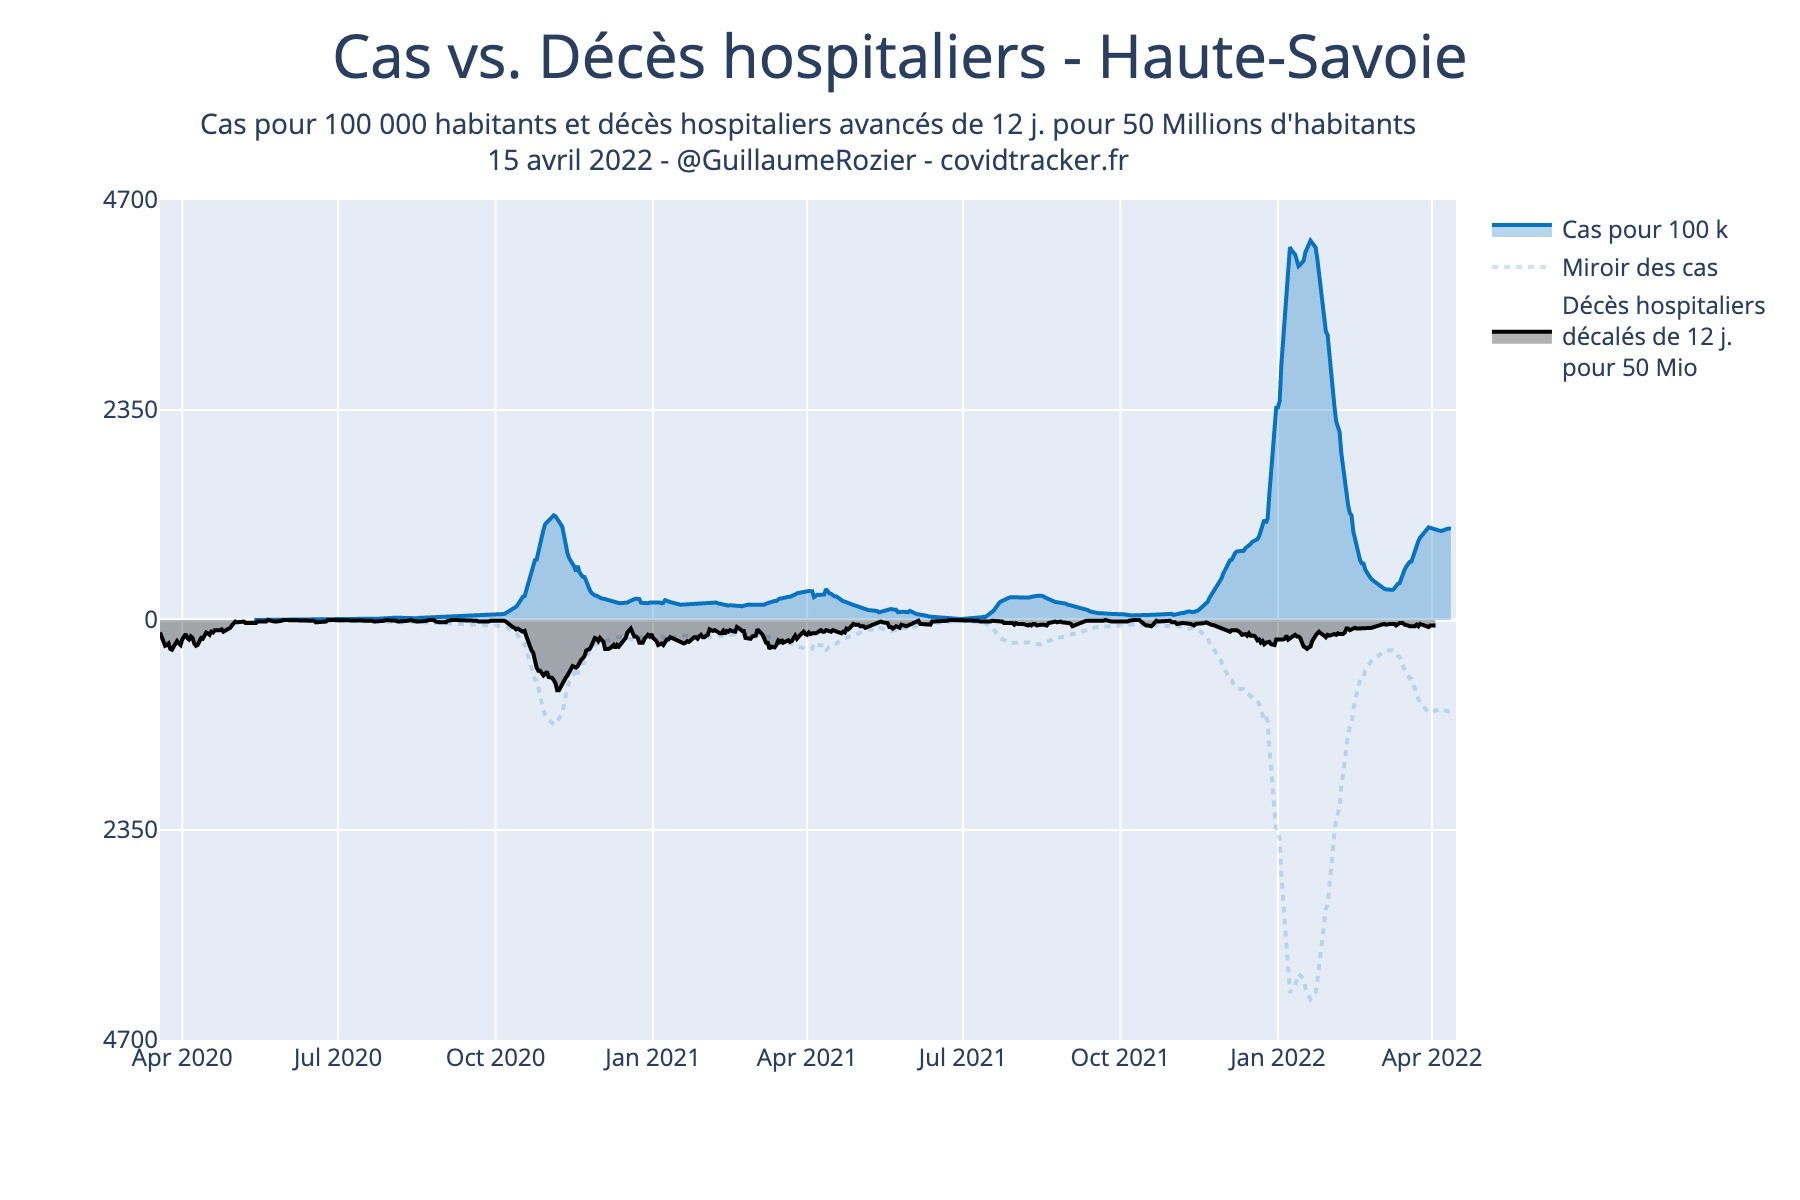 Cas vs. Décès hospitaliers - Haute-Savoie
Cas pour 100 000 habitants et décès hospitaliers avancés de 12 j. pour 50 Millions d'habitants
15 avril 2022 - @GuillaumeRozier - covidtracker.fr
4700
2350
0
2350
4700
Apr 2020
Jul 2020
Oct 2020
Jan 2021
Apr 2021
Jul 2021
Oct 2021
Jan 2022
Apr 2022
Cas pour 100 k
Miroir des cas
Décès hospitaliers
décalés de 12 j.
pour 50 Mio